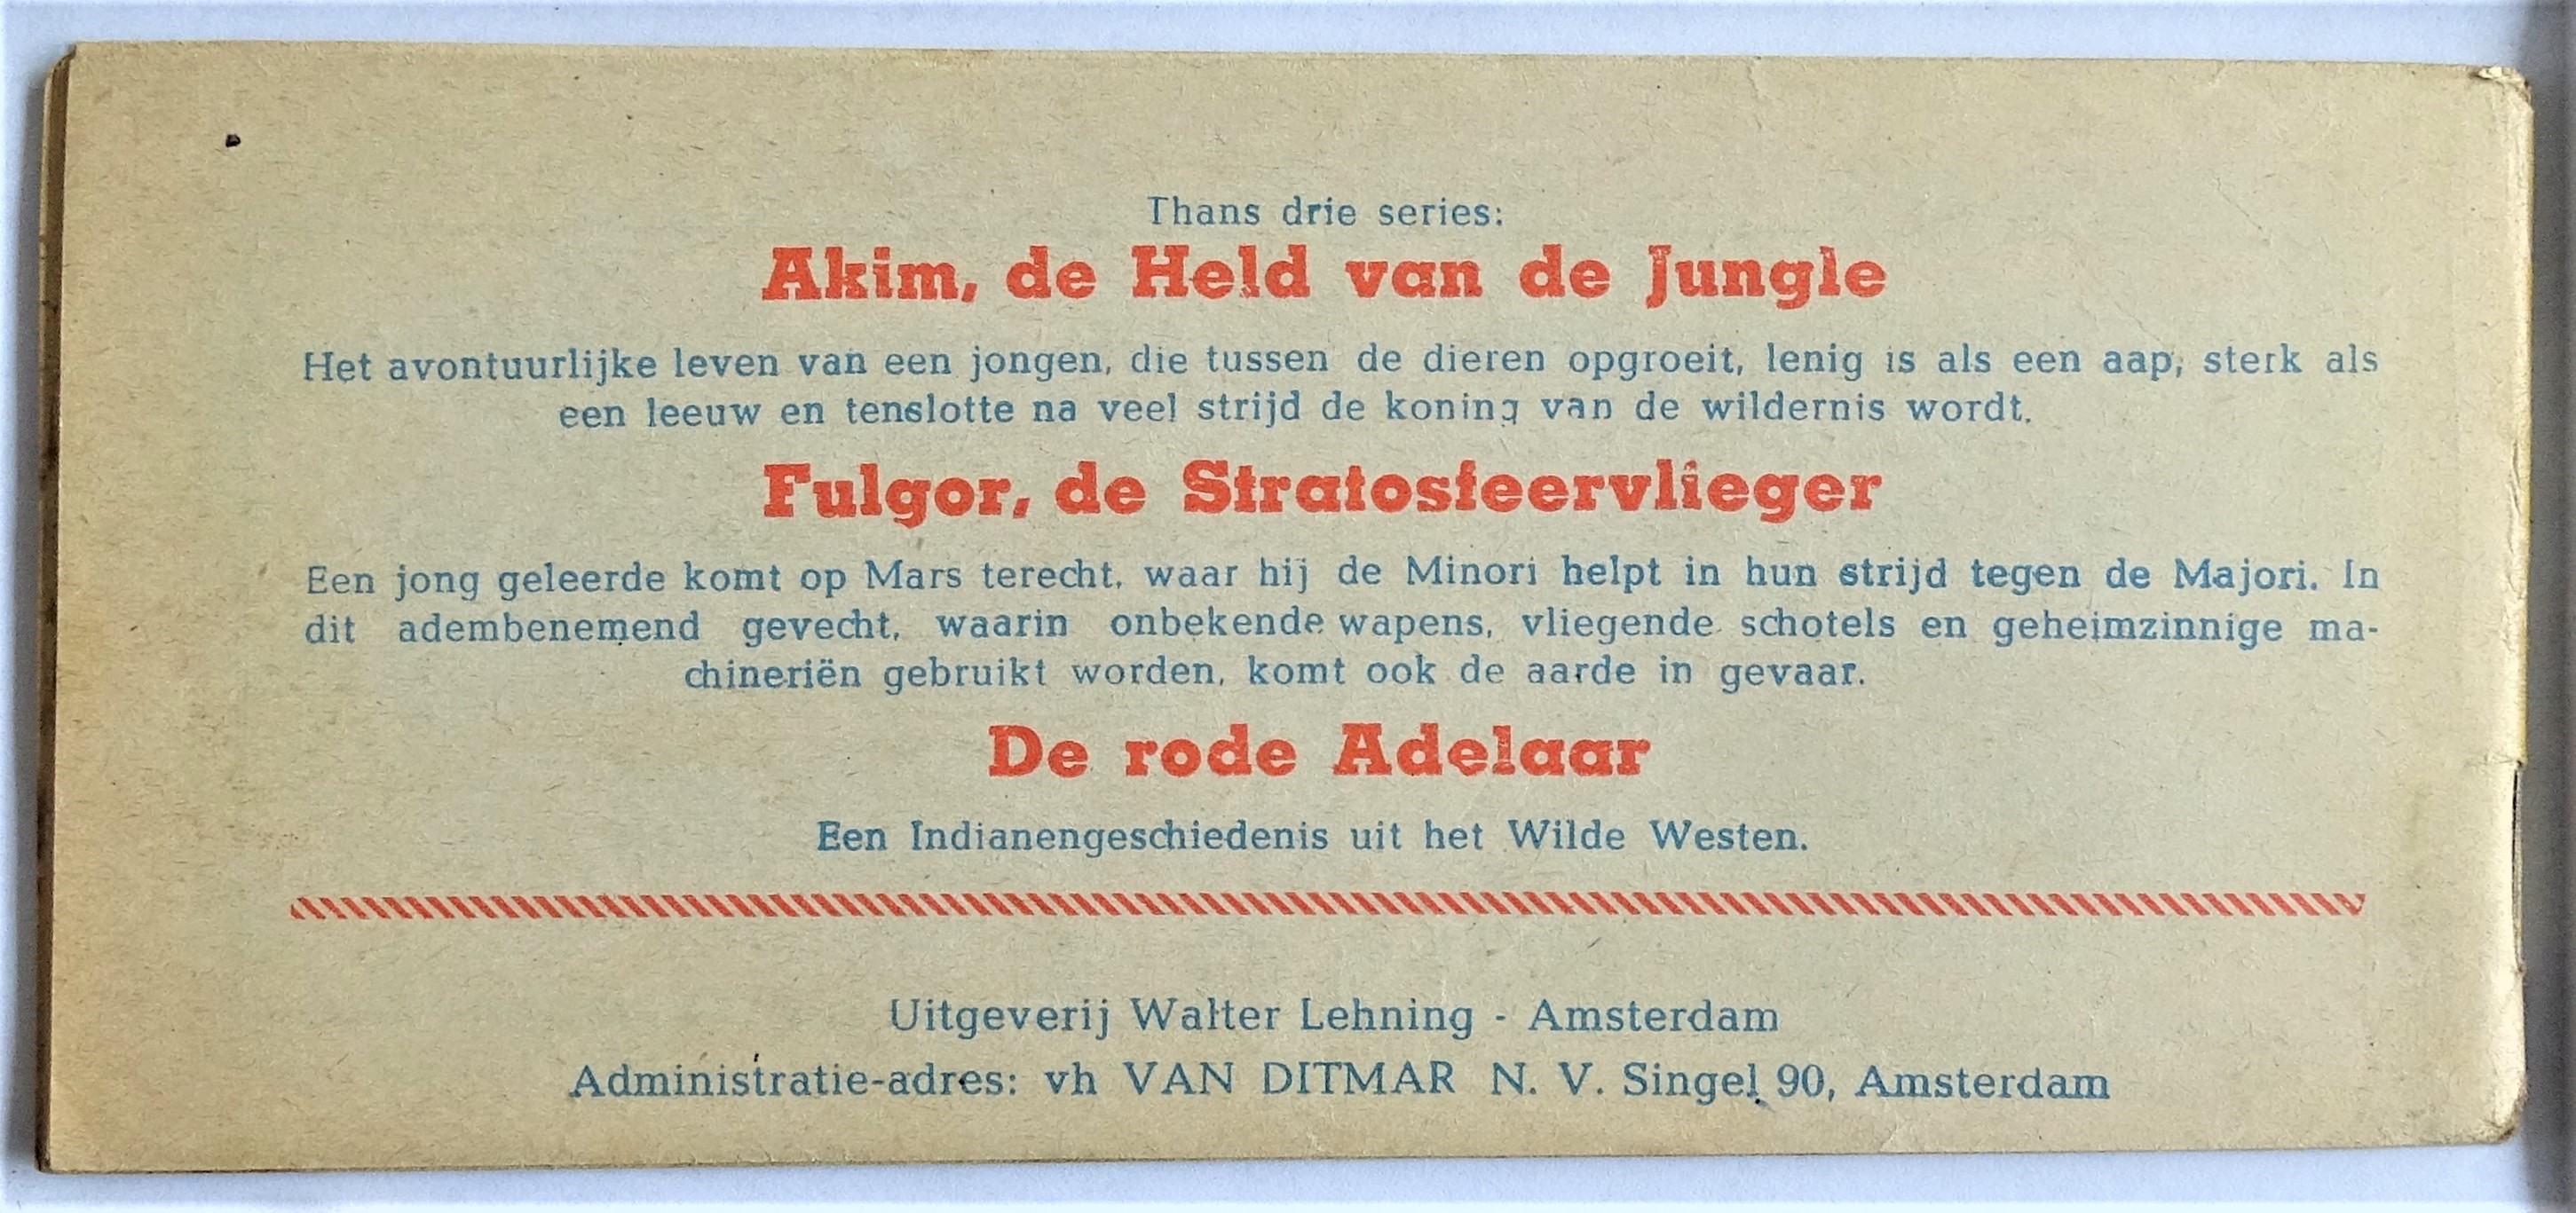 Thans drie series:
Akim, de Held van de Jungle
Het avontuurlijke leven van een jongen, die tussen de dieren opgroeit, lenig is als een aap, sterk als
een leeuw en tenslotte na veel strijd de koning van de wildernis wordt.
Fulgor, de Stratosfeervlieger
Een jong geleerde komt op Mars terecht, waar hij de Minori helpt in hun strijd tegen de Majori. In
dit adembenemend gevecht, waarin onbekende wapens, vliegende schotels en geheimzinnige ma-
chineriën gebruikt worden, komt ook de aarde in gevaar.
De rode Adelaar
Een Indianengeschiedenis uit het Wilde Westen.
Uitgeverij Walter Lehning - Amsterdam
Administratie-adres: vh VAN DITMAR N. V. Singel 90, Amsterdam